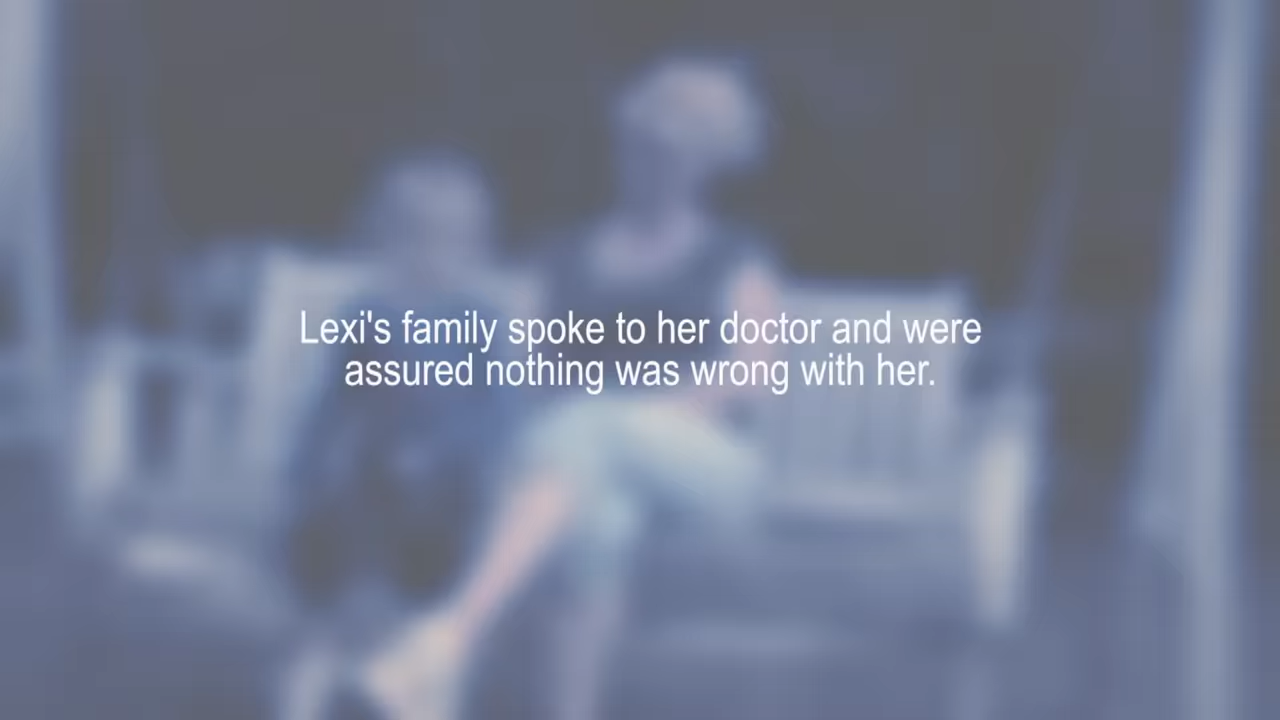 Lexi's family spoke to her doctor and were
assured nothing was wrong with her.